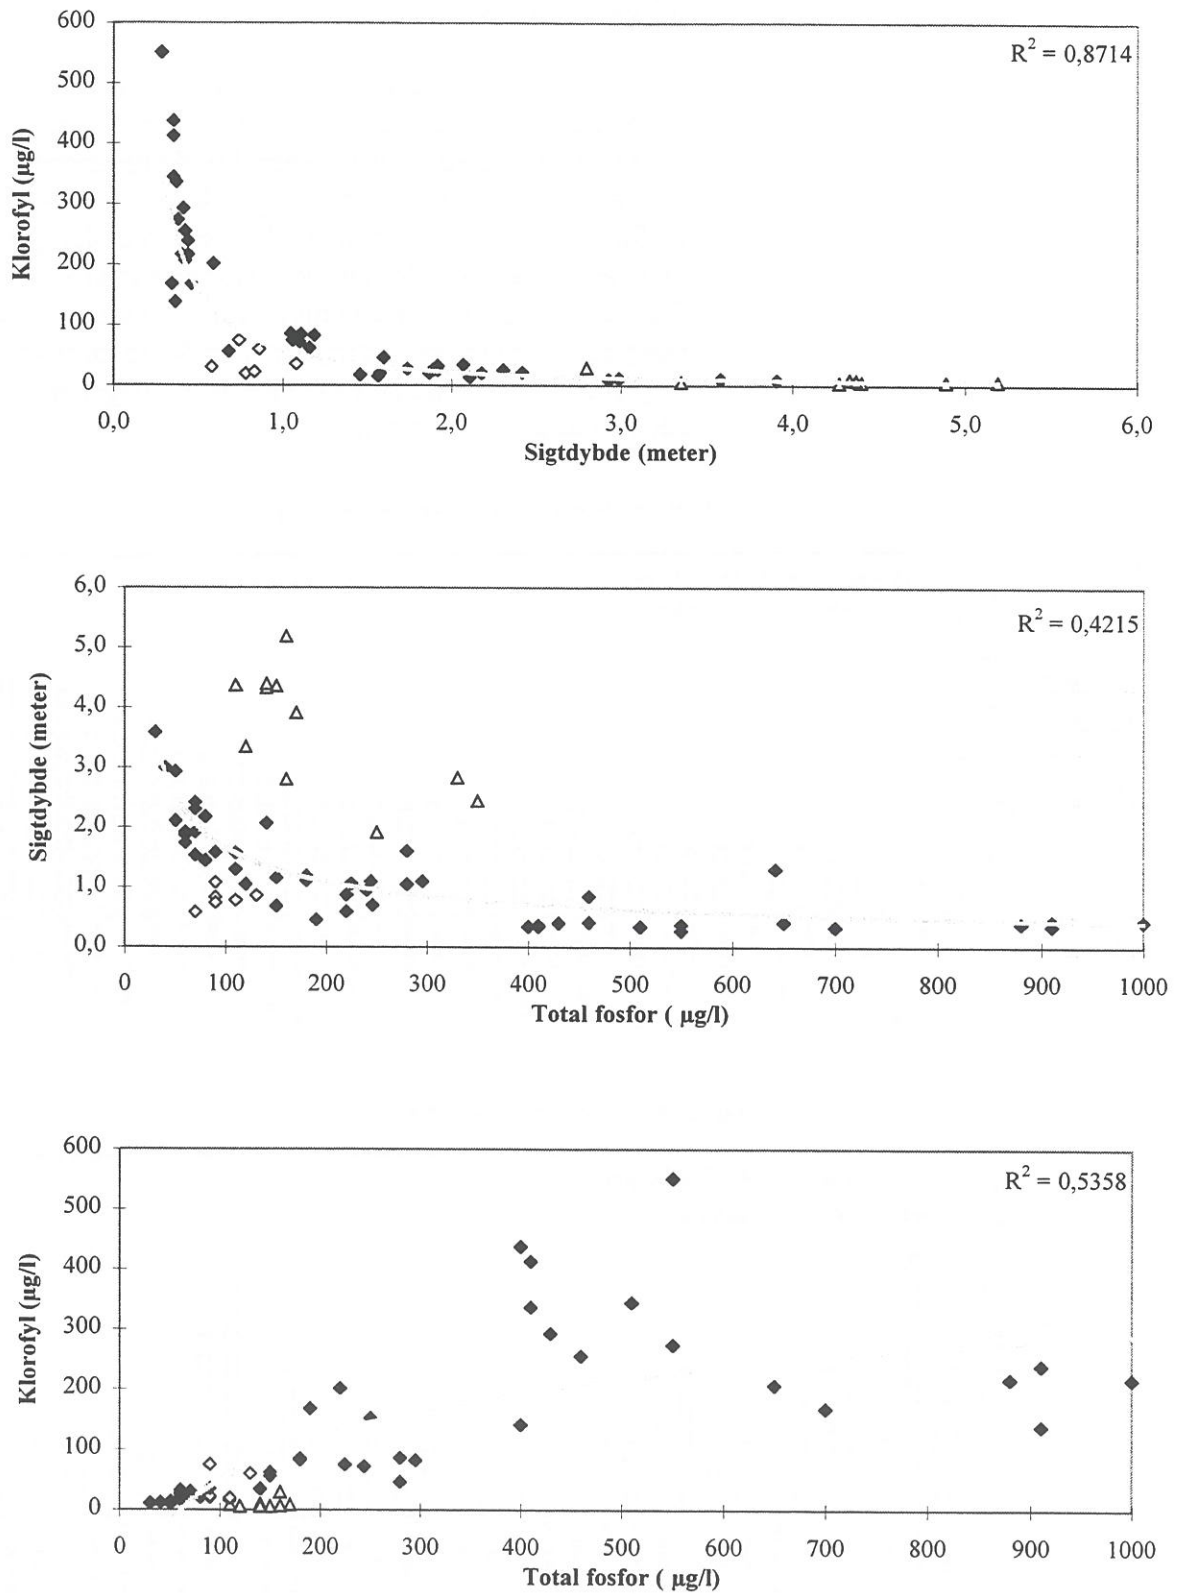 600
R² = 0,8714
500
400
300
200
100
0
Klorofyl (µg/l)
0,0 1,0 2,0 3,0 4,0 5,0 6,0
Sigtdybde (meter)
6,0
R² = 0,4215
5,0
4,0
3,0
2,0
1,0
0,0
Sigtdybde (meter)
0 100 200 300 400 500 600 700 800 900 1000
Total fosfor ( µg/l)
600
R² = 0,5358
500
400
300
200
100
0
Klorofyl (µg/l)
0 100 200 300 400 500 600 700 800 900 1000
Total fosfor ( µg/l)